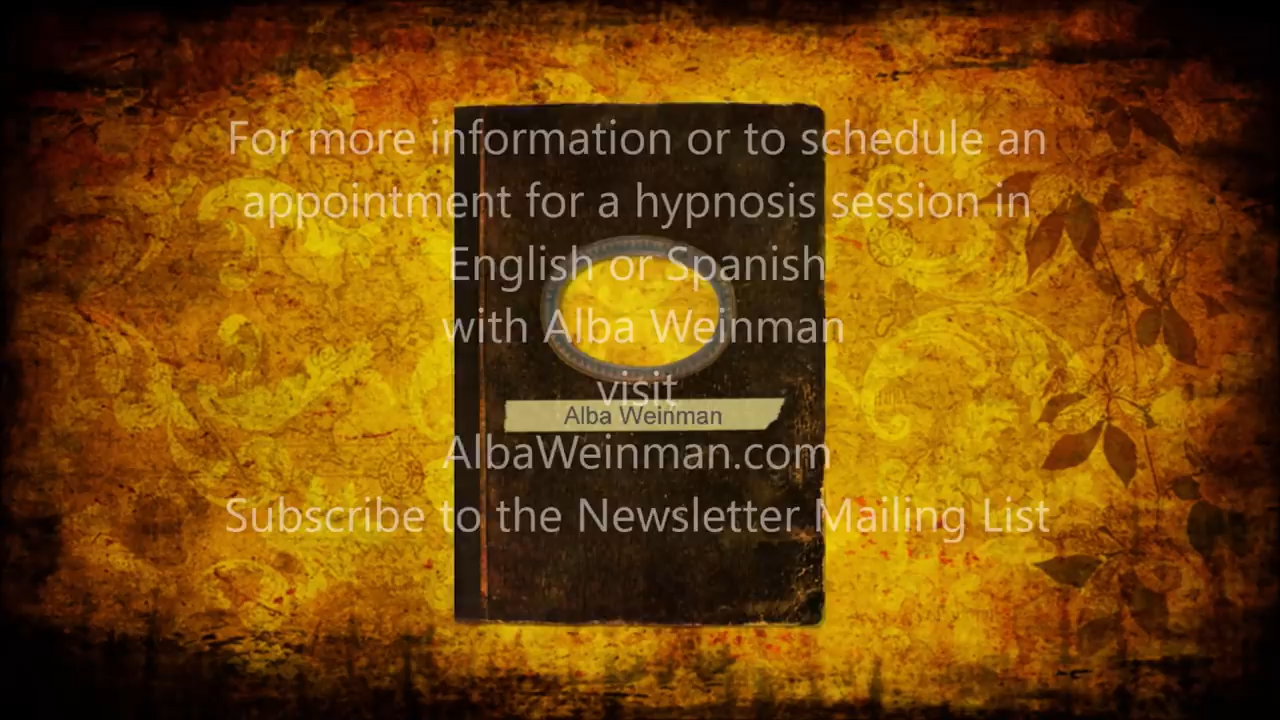 For more information or to schedule an
appointment for a hypnosis session in
English or Spanish
with Alba Weinman
visit
Alba Weinman
AlbaWeinman.com
Subscribe to the Newsletter Mailing List